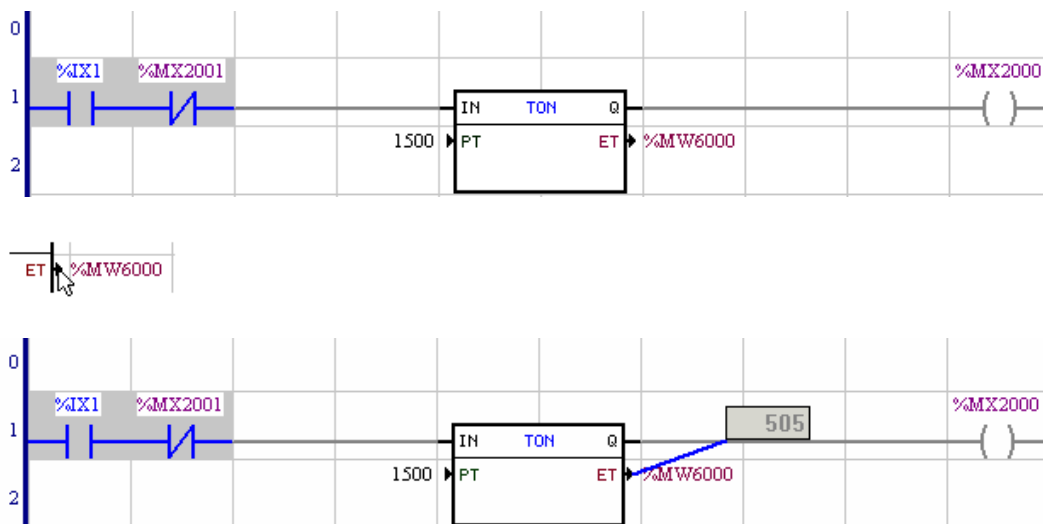 0
%IX1 %MX2001 %MX2000
1 IN TON Q
1500 PT ET %MW6000
2
ET %MW6000
0
%IX1 %MX2001 %MX2000
505
1 IN TON Q
1500 PT ET %MW6000
2